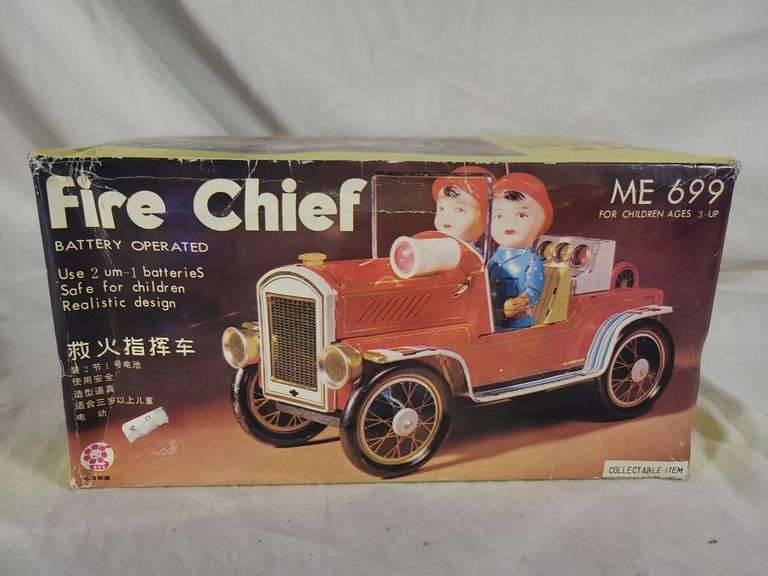 Fire Chief
BATTERY OPERATED
Use 2 um-1 batterieS
Safe for children
Realistic design
救火指挥车
装2节1号电池
使用安全
造型逼真
适合三岁以上儿童
电 动
ME 699
FOR CHILDREN AGES 3-UP
COLLECTABLE ITEM